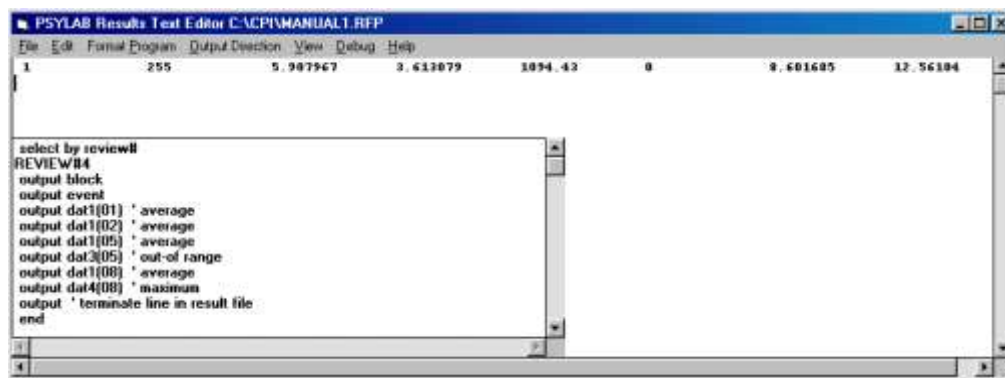 PSYLAB Results Text Editor C:\CPI\MANUAL1.RFP
File Edit Format Program Output Direction View Debug Help
1 255 5.907967 3.613079 1094.43 0 8.601605 12.56104
select by review#
REVIEW#4
output block
output event
output dat1(01) ' average
output dat1(02) ' average
output dat1(05) ' average
output dat3(05) ' out-of range
output dat1(08) ' average
output dat4(08) ' maximum
output ' terminate line in result file
end